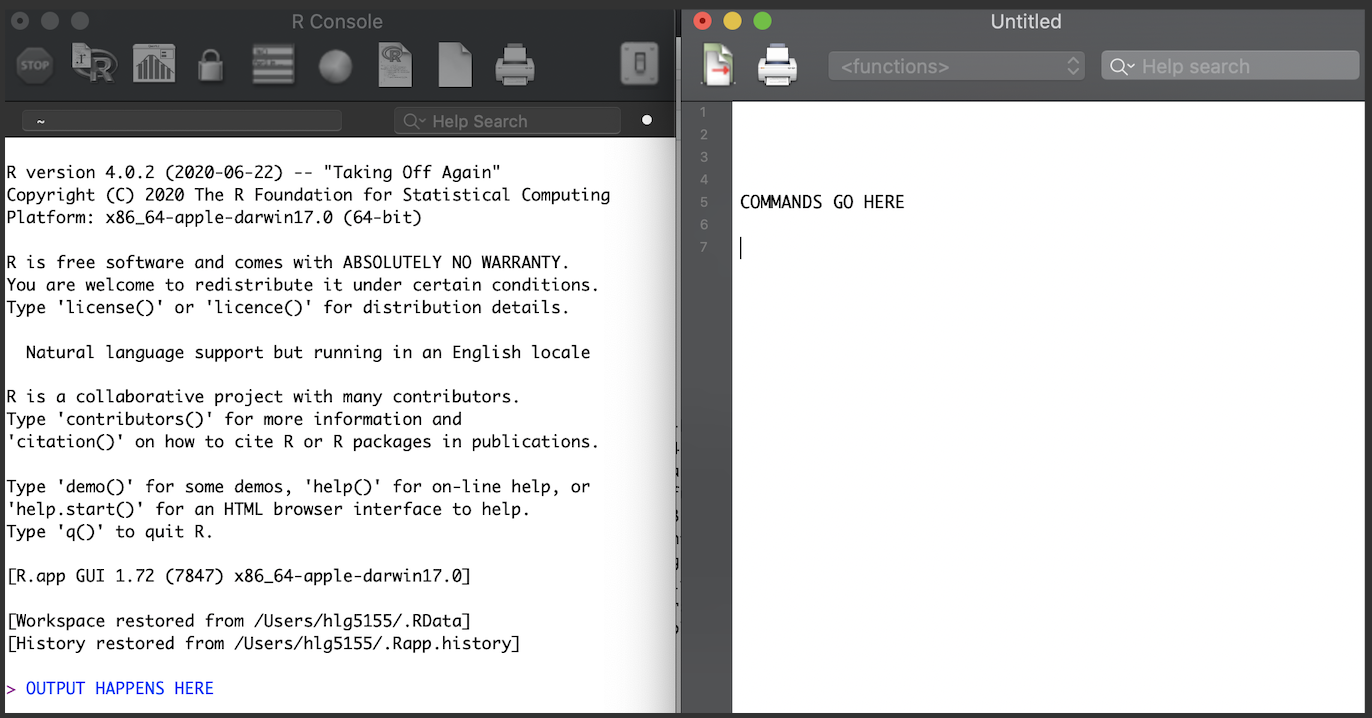 R Console
STOP
R
~
Help Search
R version 4.0.2 (2020-06-22) -- "Taking Off Again"
Copyright (C) 2020 The R Foundation for Statistical Computing
Platform: x86_64-apple-darwin17.0 (64-bit)
R is free software and comes with ABSOLUTELY NO WARRANTY.
You are welcome to redistribute it under certain conditions.
Type 'license()' or 'licence()' for distribution details.
Natural language support but running in an English locale
R is a collaborative project with many contributors.
Type 'contributors()' for more information and
'citation()' on how to cite R or R packages in publications.
Type 'demo()' for some demos, 'help()' for on-line help, or
'help.start()' for an HTML browser interface to help.
Type 'q()' to quit R.
[R.app GUI 1.72 (7847) x86_64-apple-darwin17.0]
[Workspace restored from /Users/hlg5155/.RData]
[History restored from /Users/hlg5155/.Rapp.history]
> OUTPUT HAPPENS HERE
Untitled
<functions>
Help search
1
2
3
4
5 COMMANDS GO HERE
6
7